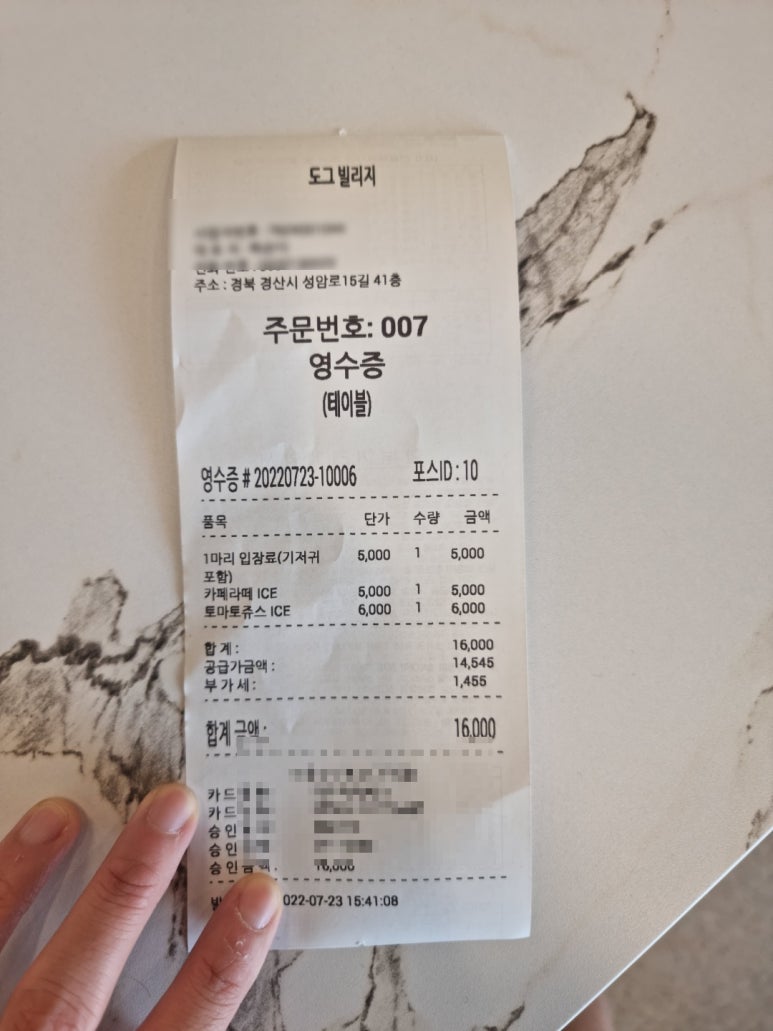 도그빌리지
주소 : 경북 경산시 성암로15길 41층
주문번호: 007
영수증
(테이블)
영수증 # 20220723-10006 포스ID : 10
품목 단가 수량 금액
1마리 입장료(기저귀 5,000 1 5,000
포함)
카페라떼 ICE 5,000 1 5,000
토마토쥬스 ICE 6,000 1 6,000
합 계 : 16,000
공급가금액 : 14,545
부 가 세 : 1,455
합계 금액 : 16,000
카 드
카 드
승 인
승 인
승 인 금 액 : 16,000
022-07-23 15:41:08